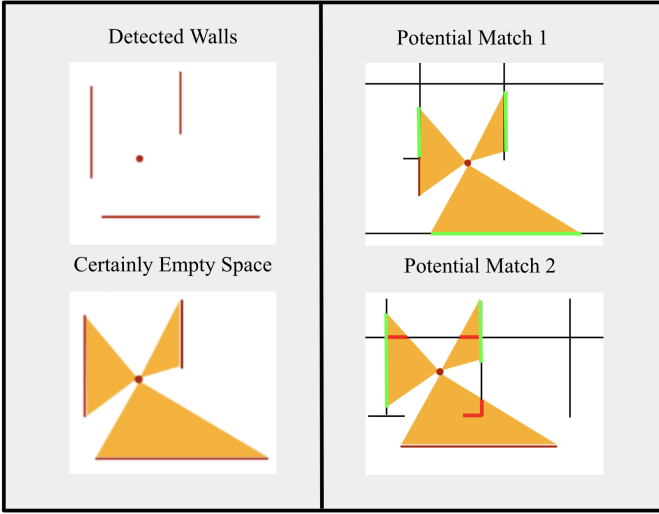 Detected Walls
Certainly Empty Space
Potential Match 1
Potential Match 2